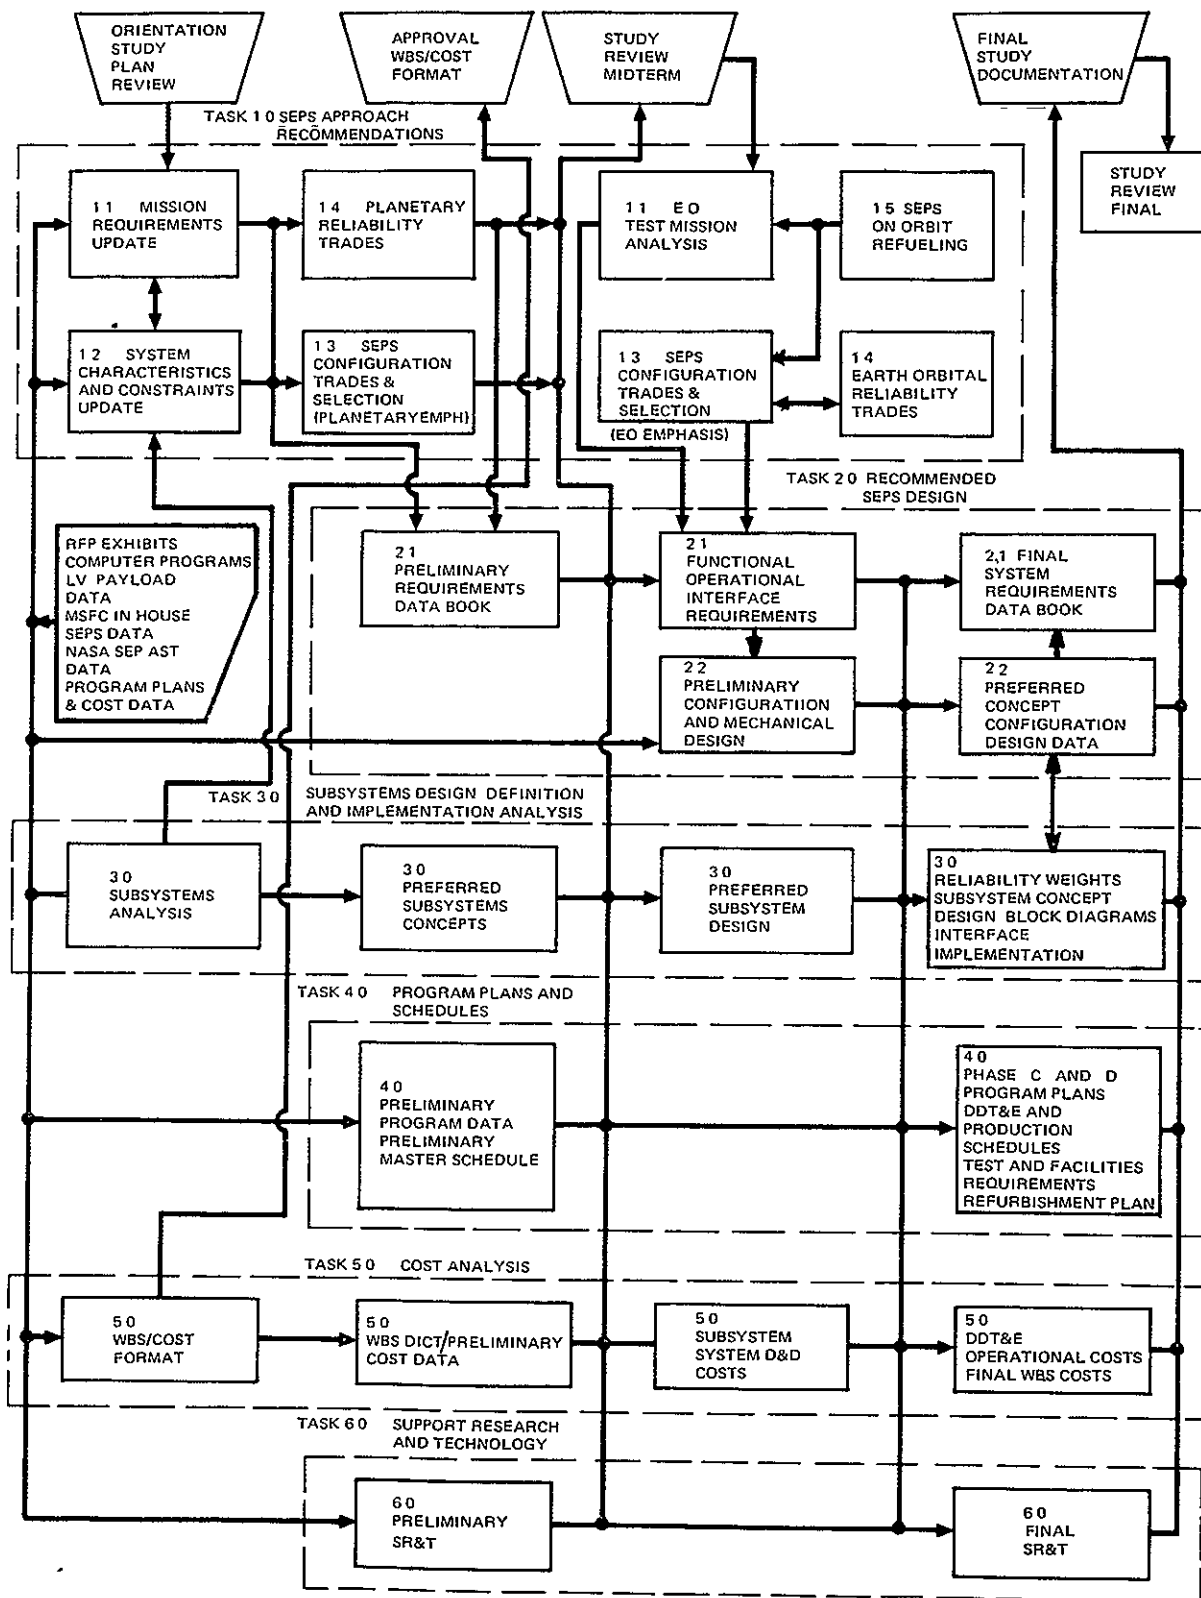 ORIENTATION
STUDY
PLAN
REVIEW
APPROVAL
WBS/COST
FORMAT
STUDY
REVIEW
MIDTERM
FINAL
STUDY
DOCUMENTATION
TASK 1 0 SEPS APPROACH
RECOMMENDATIONS
STUDY
REVIEW
FINAL
1 1 MISSION
REQUIREMENTS
UPDATE
1 4 PLANETARY
RELIABILITY
TRADES
1 1 E O
TEST MISSION
ANALYSIS
1 5 SEPS
ON ORBIT
REFUELING
1 2 SYSTEM
CHARACTERISTICS
AND CONSTRAINTS
UPDATE
1 3 SEPS
CONFIGURATION
TRADES &
SELECTION
(PLANETARY EMPH)
1 3 SEPS
CONFIGURATION
TRADES &
SELECTION
(EO EMPHASIS)
1 4
EARTH ORBITAL
RELIABILITY
TRADES
TASK 2 0 RECOMMENDED
SEPS DESIGN
RFP EXHIBITS
COMPUTER PROGRAMS
LV PAYLOAD
DATA
MSFC IN HOUSE
SEPS DATA
NASA SEP AST
DATA
PROGRAM PLANS
& COST DATA
2 1
PRELIMINARY
REQUIREMENTS
DATA BOOK
2 1
FUNCTIONAL
OPERATIONAL
INTERFACE
REQUIREMENTS
2,1 FINAL
SYSTEM
REQUIREMENTS
DATA BOOK
2 2
PRELIMINARY
CONFIGURATIION
AND MECHANICAL
DESIGN
2 2
PREFERRED
CONCEPT
CONFIGURATION
DESIGN DATA
TASK 3 0 SUBSYSTEMS DESIGN DEFINITION
AND IMPLEMENTATION ANALYSIS
3 0
SUBSYSTEMS
ANALYSIS
3 0
PREFERRED
SUBSYSTEMS
CONCEPTS
3 0
PREFERRED
SUBSYSTEM
DESIGN
3 0
RELIABILITY WEIGHTS
SUBSYSTEM CONCEPT
DESIGN BLOCK DIAGRAMS
INTERFACE
IMPLEMENTATION
TASK 4 0 PROGRAM PLANS AND
SCHEDULES
4 0
PRELIMINARY
PROGRAM DATA
PRELIMINARY
MASTER SCHEDULE
4 0
PHASE C AND D
PROGRAM PLANS
DDT&E AND
PRODUCTION
SCHEDULES
TEST AND FACILITIES
REQUIREMENTS
REFURBISHMENT PLAN
TASK 5 0 COST ANALYSIS
5 0
WBS/COST
FORMAT
5 0
WBS DICT/PRELIMINARY
COST DATA
5 0
SUBSYSTEM
SYSTEM D&D
COSTS
5 0
DDT&E
OPERATIONAL COSTS
FINAL WBS COSTS
TASK 6 0 SUPPORT RESEARCH
AND TECHNOLOGY
6 0
PRELIMINARY
SR&T
6 0
FINAL
SR&T